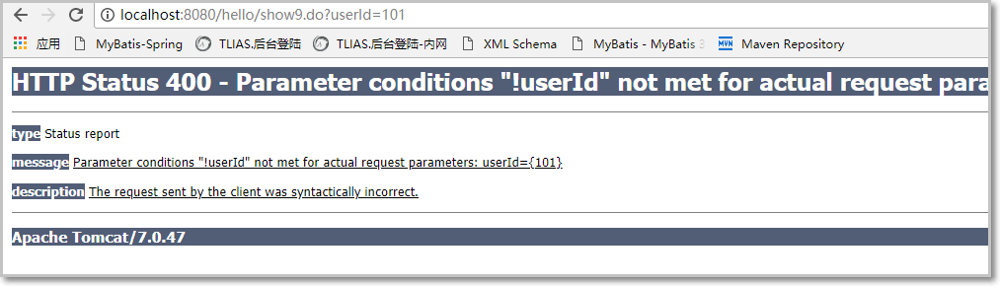 localhost:8080/hello/show9.do?userId=101
应用 MyBatis-Spring TLIAS.后台登陆 TLIAS.后台登陆-内网 XML Schema MyBatis - MyBatis 3 Maven Repository
HTTP Status 400 - Parameter conditions "!userId" not met for actual request para
type Status report
message Parameter conditions "!userId" not met for actual request parameters: userId={101}
description The request sent by the client was syntactically incorrect.
Apache Tomcat/7.0.47